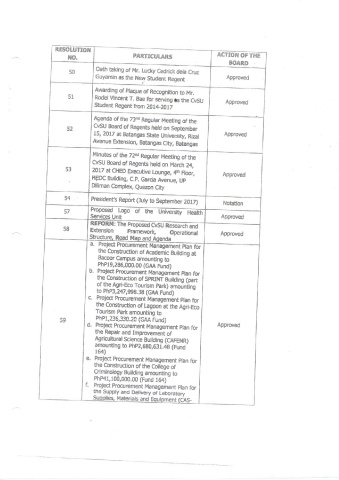 RESOLUTION NO. PARTICULARS ACTION OF THE BOARD
50 Oath taking of Mr. Lucky Cedrick dela Cruz
Guyamin as the New Student Regent Approved
51 Awarding of Plaque of Recognition to Mr.
Rodel Vincent T. Bae for serving as the CvSU
Student Regent from 2014-2017 Approved
52 Agenda of the 73rd Regular Meeting of the
CvSU Board of Regents held on September
15, 2017 at Batangas State University, Rizal
Avenue Extension, Batangas City, Batangas Approved
53 Minutes of the 72nd Regular Meeting of the
CvSU Board of Regents held on March 24,
2017 at CHED Executive Lounge, 4th Floor,
HEDC Building, C.P. Garcia Avenue, UP
Diliman Complex, Quezon City Approved
54 President's Report (July to September 2017) Notation
57 Proposed Logo of the University Health
Services Unit Approved
58 REFORM: The Proposed CvSU Research and
Extension Framework, Operational
Structure, Road Map and Agenda Approved
59 a. Project Procurement Management Plan for
the Construction of Academic Building at
Bacoor Campus amounting to
PhP19,286,000.00 (GAA Fund)
b. Project Procurement Management Plan for
the Construction of SPRINT Building (part
of the Agri-Eco Tourism Park) amounting
to PhP3,247,998.38 (GAA Fund)
c. Project Procurement Management Plan for
the Construction of Lagoon at the Agri-Eco
Tourism Park amounting to
PhP1,236,330.20 (GAA Fund)
d. Project Procurement Management Plan for
the Repair and Improvement of
Agricultural Science Building (CAFENR)
amounting to PhP2,680,631.48 (Fund
164)
e. Project Procurement Management Plan for
the Construction of the College of
Criminology Building amounting to
PhP41,100,000.00 (Fund 164)
f. Project Procurement Management Plan for
the Supply and Delivery of Laboratory
Supplies, Materials and Equipment (CAS- Approved